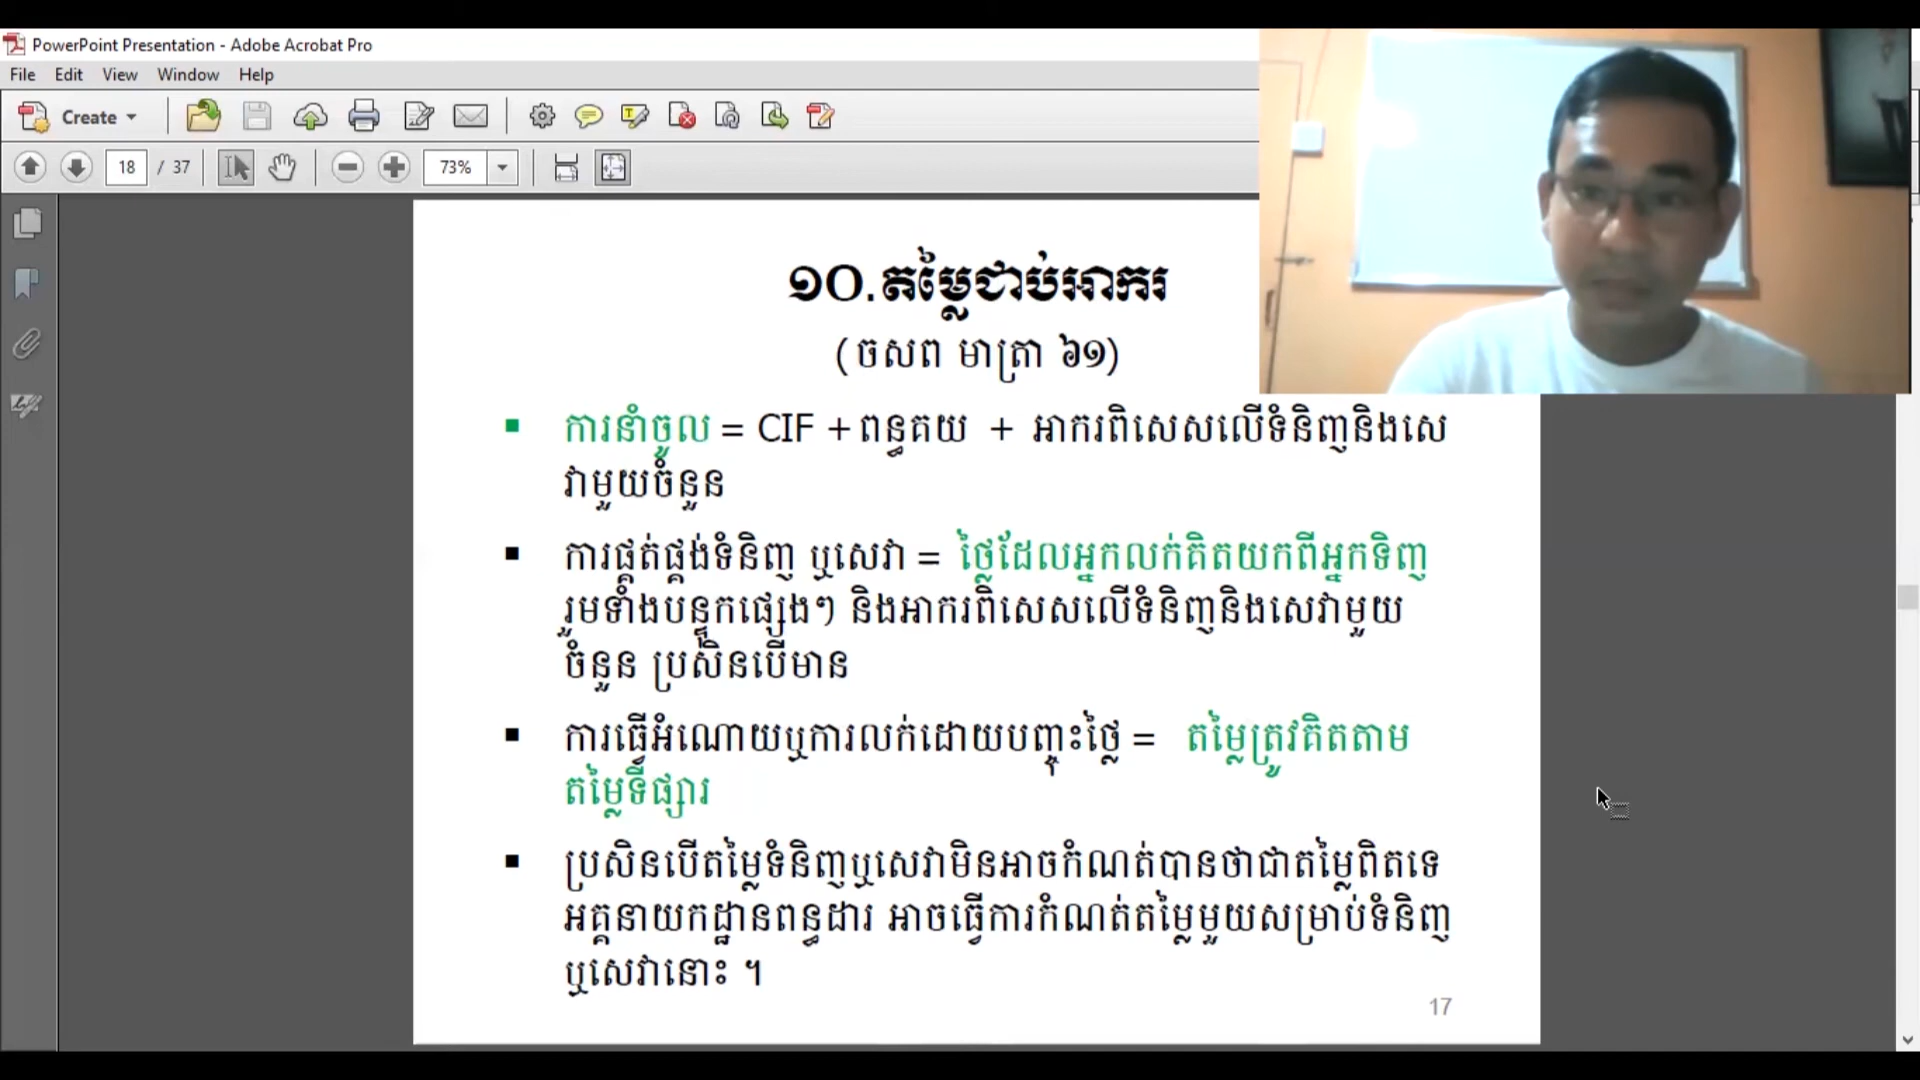 PowerPoint Presentation - Adobe Acrobat Pro
File Edit View Window Help
Create
18 / 37 73%
១០.តម្លៃជាប់អាករ
(ចសព មាត្រា ៦១)
ការនាំចូល = CIF + ពន្ធគយ + អាករពិសេសលើទំនិញនិងសេ
វាមួយចំនួន
ការផ្គត់ផ្គង់ទំនិញ ឬសេវា = ថ្លៃដែលអ្នកលក់គិតយកពីអ្នកទិញ
រួមទាំងបន្ទុកផ្សេងៗ និងអាករពិសេសលើទំនិញនិងសេវាមួយ
ចំនួន ប្រសិនបើមាន
ការធ្វើអំណោយឬការលក់ដោយបញ្ចុះថ្លៃ = តម្លៃត្រូវគិតតាម
តម្លៃទីផ្សារ
ប្រសិនបើតម្លៃទំនិញឬសេវាមិនអាចកំណត់បានថាជាតម្លៃពិតទេ
អគ្គនាយកដ្ឋានពន្ធដារ អាចធ្វើការកំណត់តម្លៃមួយសម្រាប់ទំនិញ
ឬសេវានោះ ។
17